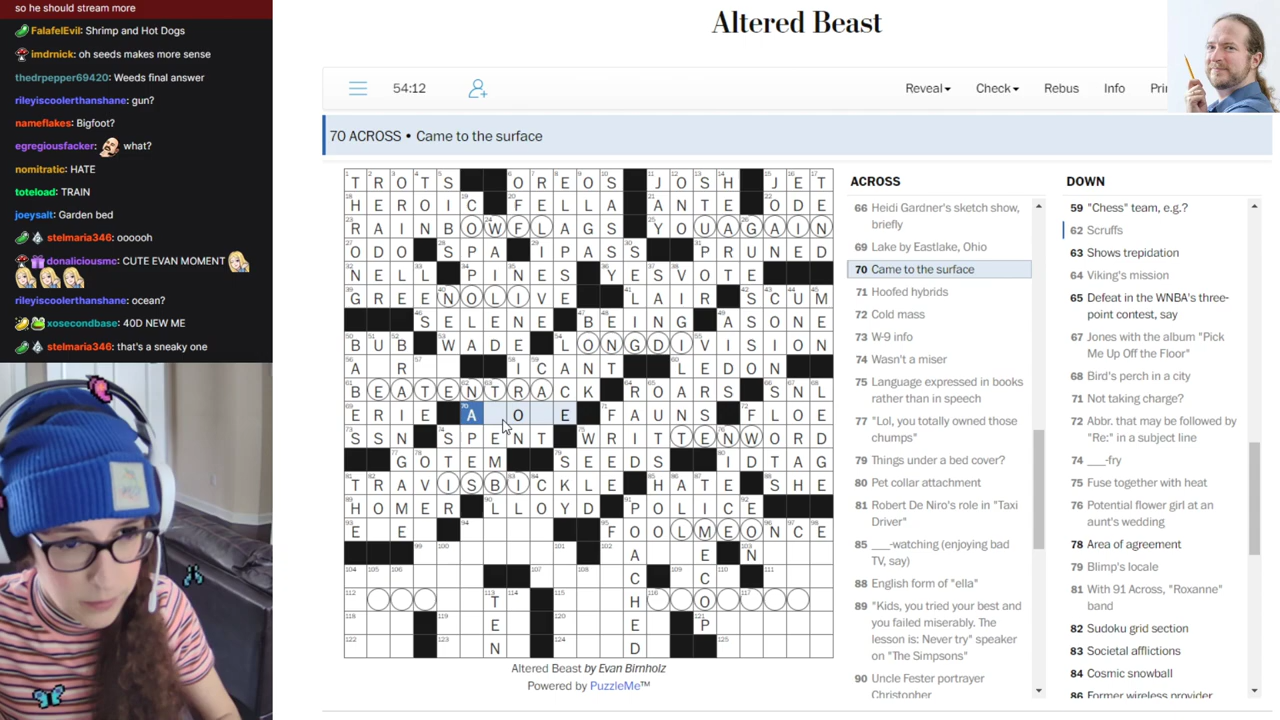 so he should stream more
FalafelEvil: Shrimp and Hot Dogs
imdrnick: oh seeds makes more sense
thedrpepper69420: Weeds final answer
rileyiscoolerthanshane: gun?
nameflakes: Bigfoot?
egregiousfacker: what?
nomitratic: HATE
toteload: TRAIN
joeysalt: Garden bed
stelmaria346: oooooh
donaliciousmc: CUTE EVAN MOMENT
rileyiscoolerthanshane: ocean?
xosecondbase: 40D NEW ME
stelmaria346: that's a sneaky one
Altered Beast
54:12
Reveal
Check
Rebus
Info
Pri
70 ACROSS • Came to the surface
T R O T S O R E O S J O S H J E T
H E R O I C F E L L A A N T E O D E
R A I N B O W F L A G S Y O U A G A I N
O D O S P A I P A S S P R U N E D
N E L L P I N E S Y E S V O T E
G R E E N O L I V E L A I R S C U M
S E L E N E B E I N G A S O N E
B U B W A D E L O N G D I V I S I O N
A R I C A N T L E D O N
B E A T E N T R A C K R O A R S S N L
E R I E A O E F A U N S F L O E
S S N S P E N T W R I T T E N W O R D
G O T E M S E E D S I D T A G
T R A V I S B I C K L E H A T E S H E
H O M E R L L O Y D P O L I C E
E E F O O L M E O N C E
A E N
C C
T H O
E E P
N D
Altered Beast by Evan Birnholz
Powered by PuzzleMe™
ACROSS
66 Heidi Gardner's sketch show, briefly
69 Lake by Eastlake, Ohio
70 Came to the surface
71 Hoofed hybrids
72 Cold mass
73 W-9 info
74 Wasn't a miser
75 Language expressed in books rather than in speech
77 "Lol, you totally owned those chumps"
79 Things under a bed cover?
80 Pet collar attachment
81 Robert De Niro's role in "Taxi Driver"
85 ___-watching (enjoying bad TV, say)
88 English form of "ella"
89 "Kids, you tried your best and you failed miserably. The lesson is: Never try" speaker on "The Simpsons"
90 Uncle Fester portrayer Christopher
DOWN
59 "Chess" team, e.g.?
62 Scruffs
63 Shows trepidation
64 Viking's mission
65 Defeat in the WNBA's three-point contest, say
67 Jones with the album "Pick Me Up Off the Floor"
68 Bird's perch in a city
71 Not taking charge?
72 Abbr. that may be followed by "Re:" in a subject line
74 ___-fry
75 Fuse together with heat
76 Potential flower girl at an aunt's wedding
78 Area of agreement
79 Blimp's locale
81 With 91 Across, "Roxanne" band
82 Sudoku grid section
83 Societal afflictions
84 Cosmic snowball
86 Former wireless provider